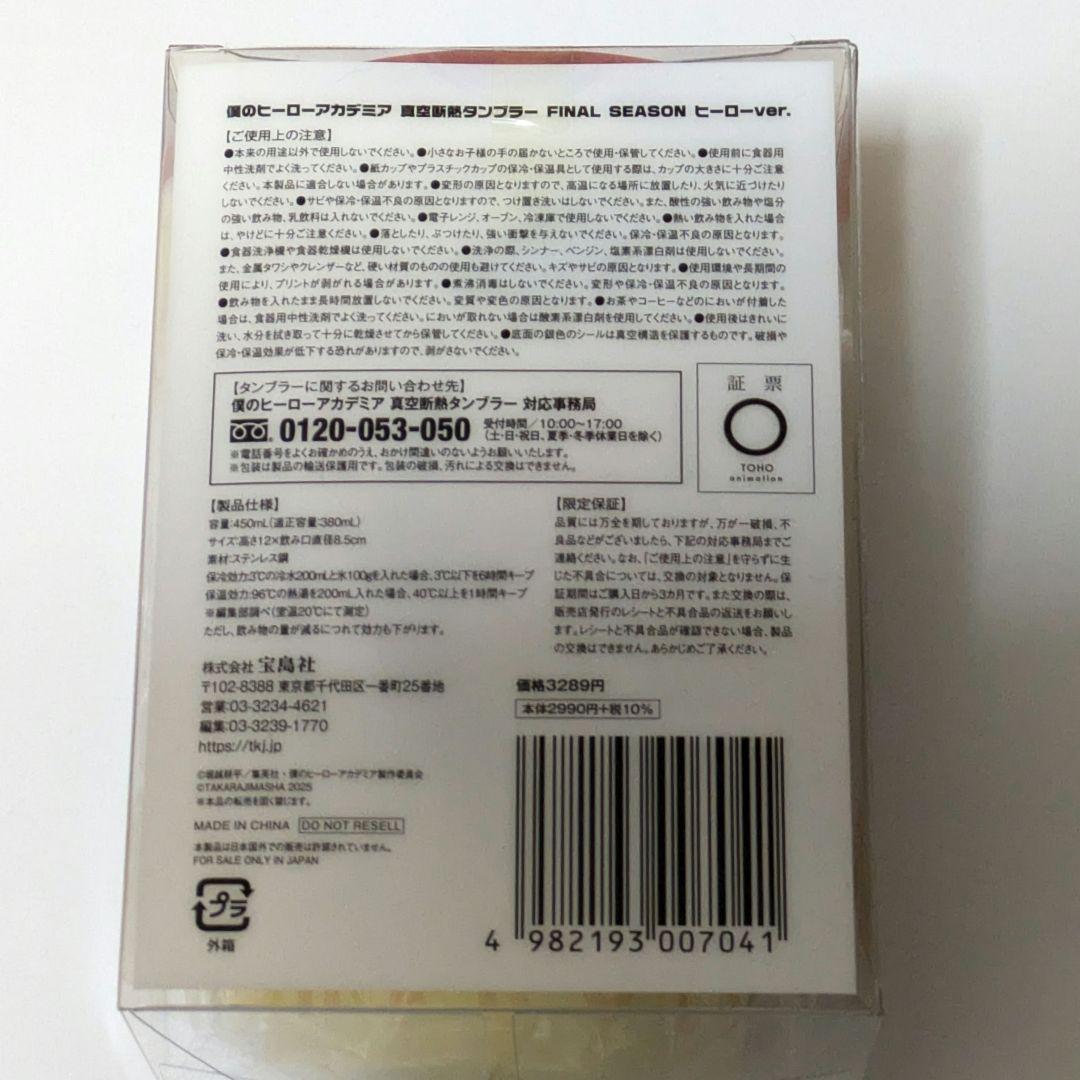 僕のヒーローアカデミア 真空断熱タンブラー FINAL SEASON ヒーローver.
【ご使用上の注意】
●本来の用途以外で使用しないでください。●小さなお子様の手の届かないところで使用・保管してください。●使用前に食器用
中性洗剤でよく洗ってください。●紙カップやプラスチックカップの保冷・保温具として使用する際は、カップの大きさに十分ご注意
ください。本製品に適合しない場合があります。●変形の原因となりますので、高温になる場所に放置したり、火気に近づけたり
しないでください。●サビや保冷・保温不良の原因となりますので、つけ置き洗いはしないでください。また、酸性の強い飲み物や塩分
の強い飲み物、乳飲料は入れないでください。●電子レンジ、オーブン、冷凍庫で使用しないでください。●熱い飲み物を入れた場合
は、やけどに十分ご注意ください。●落としたり、ぶつけたり、強い衝撃を与えないでください。保冷・保温不良の原因となります。
●食器洗浄機や食器乾燥機は使用しないでください。●洗浄の際、シンナー、ベンジン、塩素系漂白剤は使用しないでください。
また、金属タワシやクレンザーなど、硬い材質のものの使用も避けてください。キズやサビの原因となります。●使用環境や長期間の
使用により、プリントが剥がれる場合があります。●煮沸消毒はしないでください。変形や保冷・保温不良の原因となります。
●飲み物を入れたまま長時間放置しないでください。変質や変色の原因となります。●お茶やコーヒーなどのにおいが付着した
場合は、食器用中性洗剤でよく洗ってください。においが取れない場合は酸素系漂白剤を使用してください。●使用後はきれいに
洗い、水分を拭き取って十分に乾燥させてから保管してください。●底面の銀色のシールは真空構造を保護するものです。破損や
保冷・保温効果が低下する恐れがありますので、剥がさないでください。
【タンブラーに関するお問い合わせ先】
僕のヒーローアカデミア 真空断熱タンブラー 対応事務局
0120-053-050 受付時間/10:00~17:00
(土・日・祝日、夏季・冬季休業日を除く)
※電話番号をよくお確かめのうえ、おかけ間違いのないようお願いいたします。
※包装は製品の輸送保護用です。包装の破損、汚れによる交換はできません。
証 票
TOHO
animation
【製品仕様】
容量:450mL(適正容量:380mL)
サイズ:高さ12×飲み口直径8.5cm
素材:ステンレス鋼
保冷効力:3℃の冷水200mLと氷100gを入れた場合、3℃以下を6時間キープ
保温効力:96℃の熱湯を200mL入れた場合、40℃以上を1時間キープ
※編集部調べ(室温20℃にて測定)
ただし、飲み物の量が減るにつれて効力も下がります。
【限定保証】
品質には万全を期しておりますが、万が一破損、不
良品などがございましたら、下記の対応事務局までご
連絡ください。なお、「ご使用上の注意」を守らずに生
じた不具合については、交換の対象となりません。保
証期間はご購入日から3カ月です。また交換の際は、
販売店発行のレシートと不具合品の返送をお願いし
ます。レシートと不具合品が確認できない場合、製品
の交換はできません。あらかじめご了承ください。
株式会社 宝島社
〒102-8388 東京都千代田区一番町25番地
営業:03-3234-4621
編集:03-3239-1770
https://tkj.jp
©堀越耕平/集英社・僕のヒーローアカデミア製作委員会
©TAKARAJIMASHA 2025
※本品の転売を固く禁じます。
MADE IN CHINA DO NOT RESELL
本製品は日本国外での販売は許諾されていません。
FOR SALE ONLY IN JAPAN
プラ
外箱
価格3289円
本体2990円+税10%
4 982193 007041